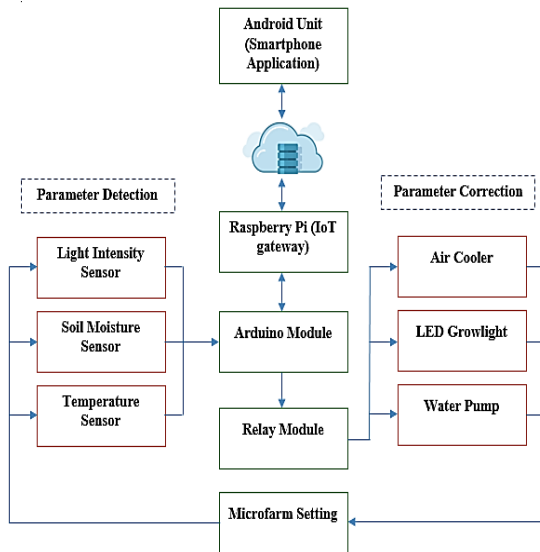 Android Unit
(Smartphone
Application)
Parameter Detection
Parameter Correction
Raspberry Pi (IoT
gateway)
Light Intensity
Sensor
Air Cooler
Soil Moisture
Sensor
Arduino Module
LED Growlight
Temperature
Sensor
Relay Module
Water Pump
Microfarm Setting